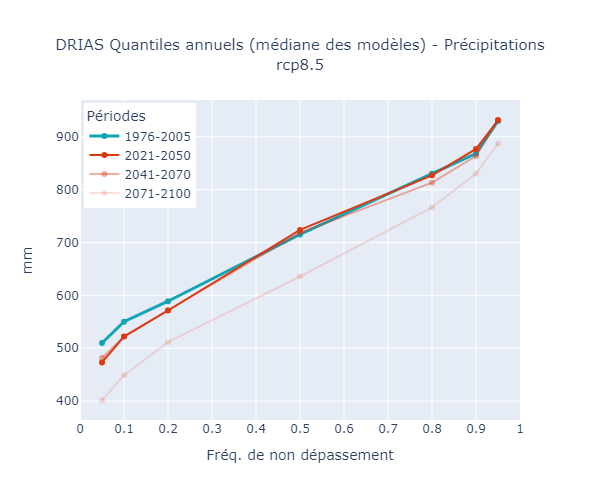 DRIAS Quantiles annuels (médiane des modèles) - Précipitations
rcp8.5
Périodes
1976-2005
2021-2050
2041-2070
2071-2100
900
800
700
600
500
400
mm
0 0.1 0.2 0.3 0.4 0.5 0.6 0.7 0.8 0.9 1
Fréq. de non dépassement